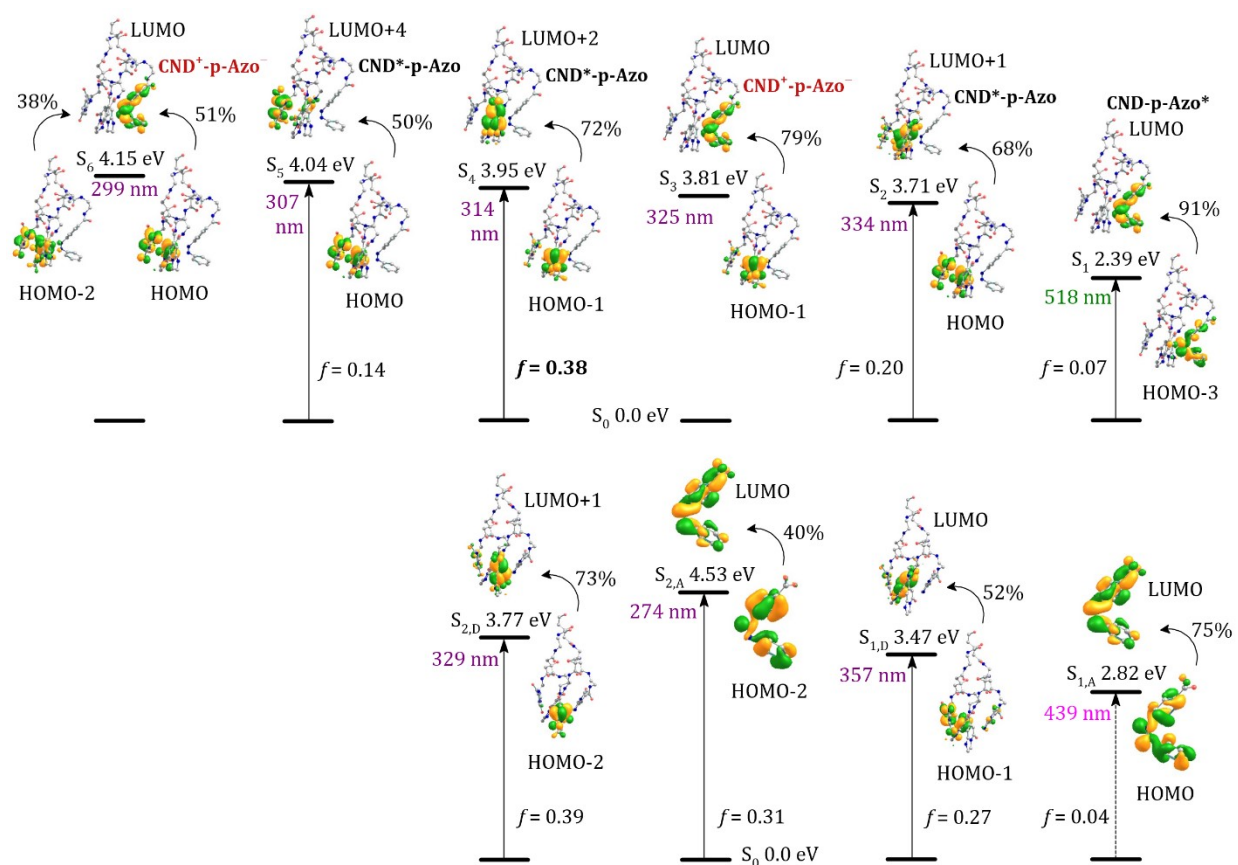 LUMO
CND⁺-p-Azo⁻
38%
51%
S₆ 4.15 eV
299 nm
HOMO-2
HOMO
LUMO+4
CND*-p-Azo
50%
S₅ 4.04 eV
307
nm
HOMO
f = 0.14
LUMO+2
CND*-p-Azo
72%
S₄ 3.95 eV
314
nm
HOMO-1
f = 0.38
LUMO
CND⁺-p-Azo⁻
79%
S₃ 3.81 eV
325 nm
HOMO-1
S₀ 0.0 eV
LUMO+1
CND*-p-Azo
68%
S₂ 3.71 eV
334 nm
HOMO
f = 0.20
CND-p-Azo*
LUMO
91%
S₁ 2.39 eV
518 nm
HOMO-3
f = 0.07
LUMO+1
73%
S₂,D 3.77 eV
329 nm
HOMO-2
f = 0.39
LUMO
40%
S₂,A 4.53 eV
274 nm
HOMO-2
f = 0.31
S₀ 0.0 eV
LUMO
52%
S₁,D 3.47 eV
357 nm
HOMO-1
f = 0.27
LUMO
75%
S₁,A 2.82 eV
439 nm
HOMO
f = 0.04